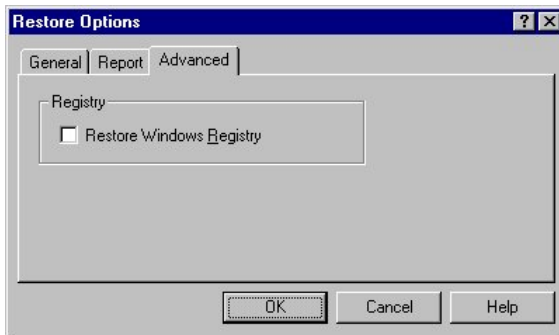 Restore Options
General Report Advanced
Registry
Restore Windows Registry
OK Cancel Help